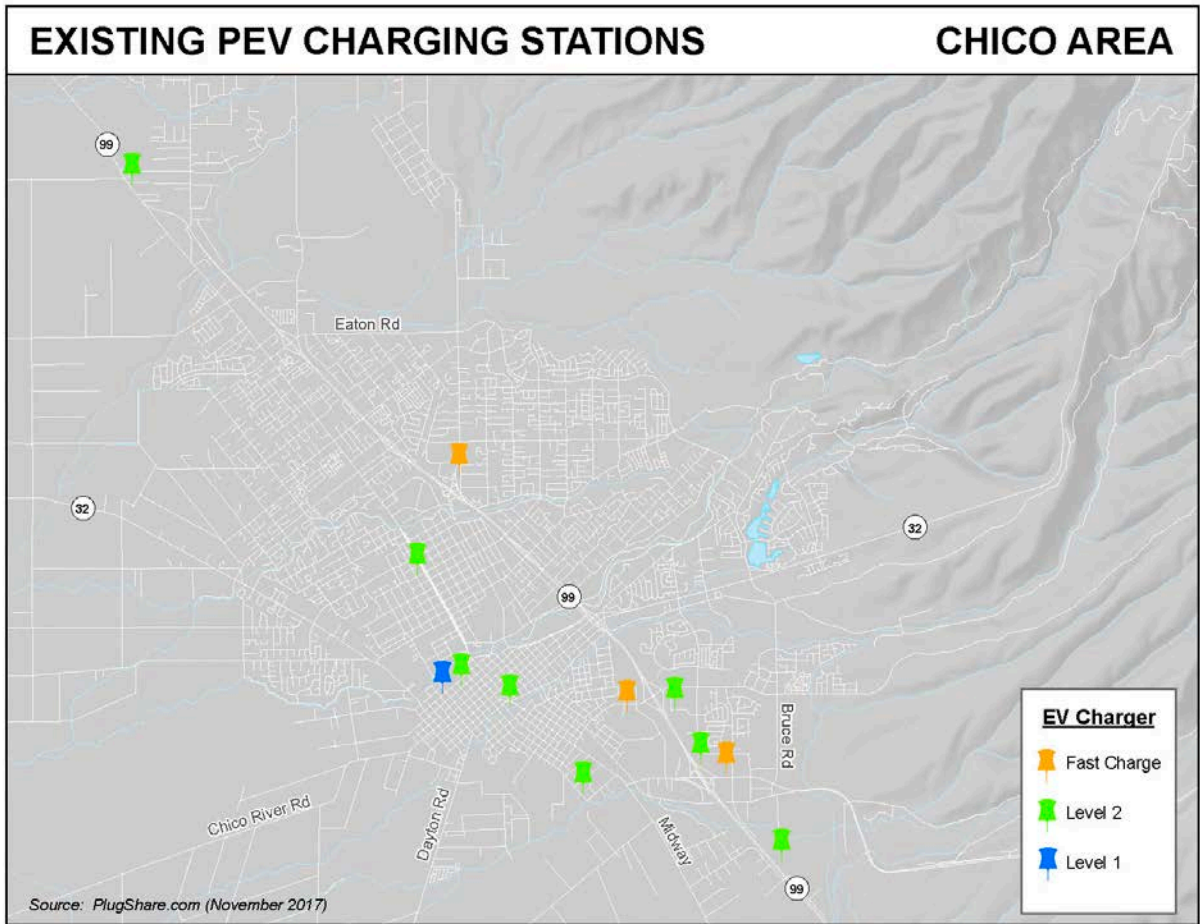 EXISTING PEV CHARGING STATIONS CHICO AREA
99
Eaton Rd
32
32
99
Bruce Rd
EV Charger
Fast Charge
Level 2
Level 1
Chico River Rd
Dayton Rd
Midway
99
Source: PlugShare.com (November 2017)